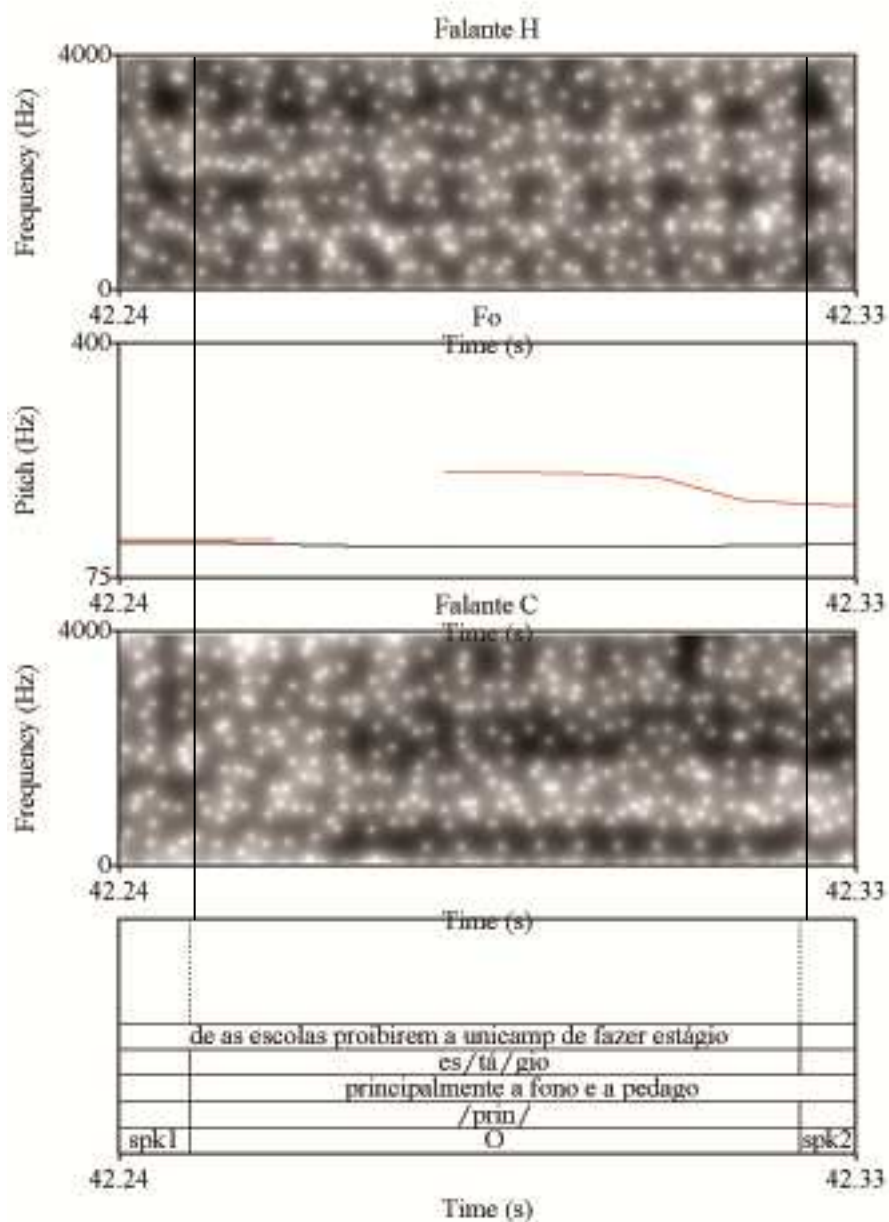 Falante H
4000
Frequency (Hz)
0
42.24 42.33
Fo
Time (s)
400
Pitch (Hz)
75
42.24 42.33
Falante C
Time (s)
4000
Frequency (Hz)
0
42.24 42.33
Time (s)
de as escolas proibirem a unicamp de fazer estágio
es/tá/gio
principalmente a fono e a pedago
/prin/
spk1 O spk2
42.24 42.33
Time (s)